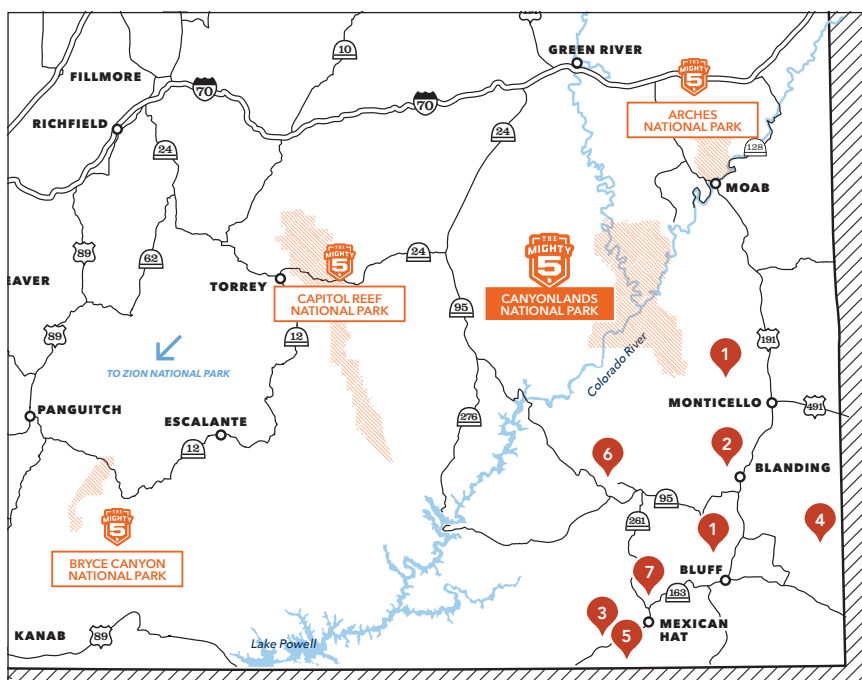 191
10
GREEN RIVER
FILLMORE
THE
MIGHTY
5
70
70
RICHFIELD
ARCHES
NATIONAL PARK
24
24
128
MOAB
89
62
EAVER
TORREY
THE
MIGHTY
5
24
THE
MIGHTY
5
CAPITOL REEF
NATIONAL PARK
CANYONLANDS
NATIONAL PARK
95
12
89
191
1
TO ZION NATIONAL PARK
Colorado River
PANGUITCH
MONTICELLO
491
ESCALANTE
276
12
2
6
BLANDING
95
THE
MIGHTY
5
261
1
4
BRYCE CANYON
NATIONAL PARK
7
BLUFF
163
3
MEXICAN
HAT
5
KANAB
89
Lake Powell